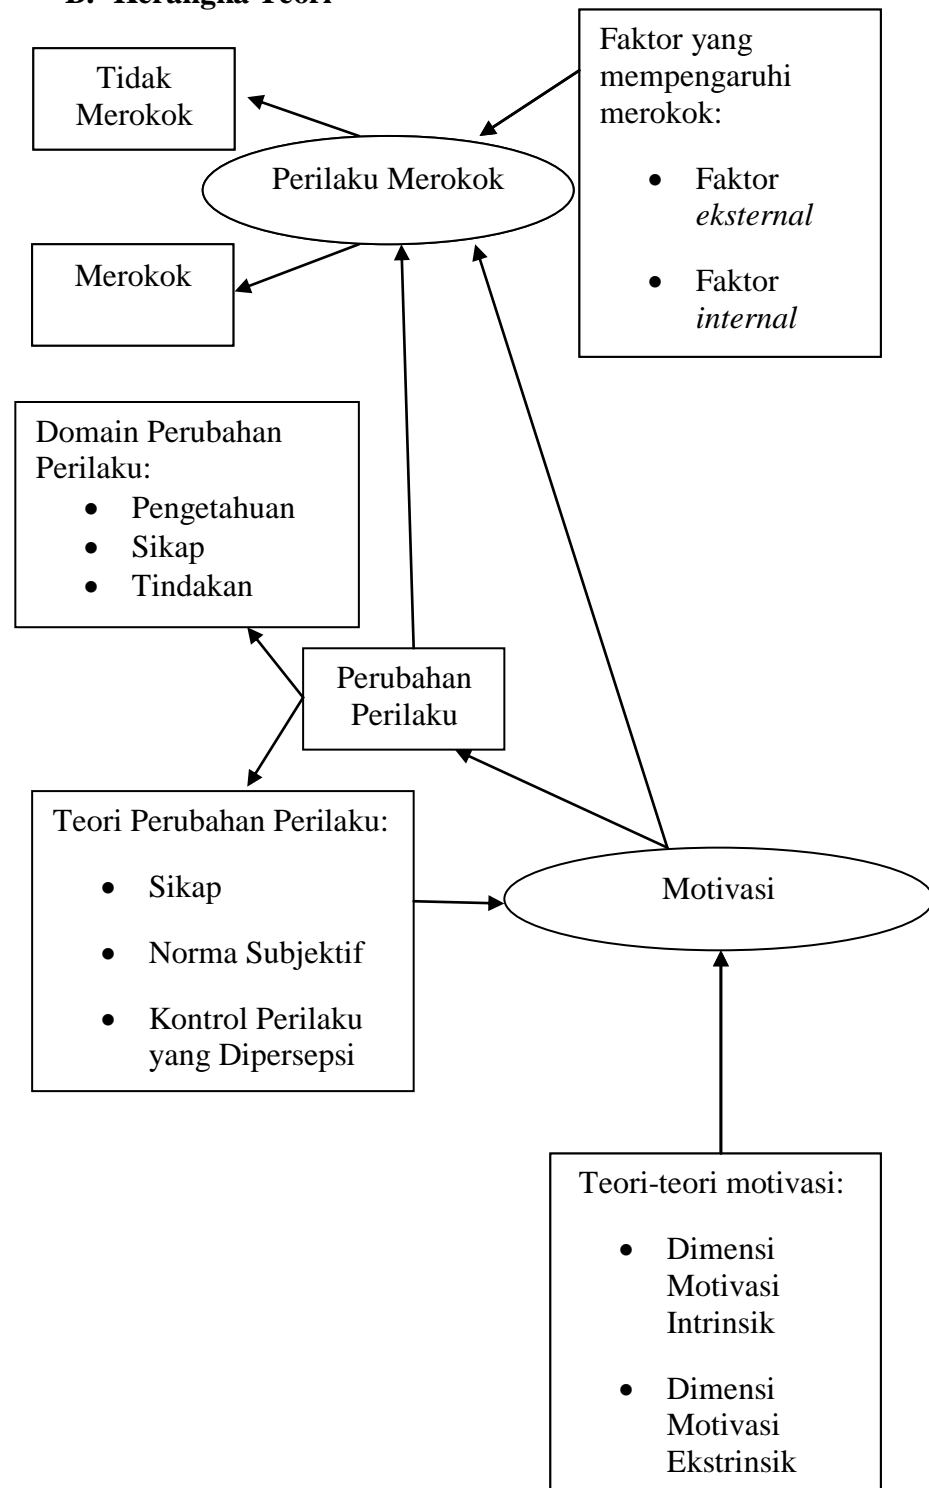 B. Kerangka Teori
Tidak
Merokok
Faktor yang
mempengaruhi
merokok:
• Faktor
eksternal
• Faktor
internal
Perilaku Merokok
Merokok
Domain Perubahan
Perilaku:
• Pengetahuan
• Sikap
• Tindakan
Perubahan
Perilaku
Teori Perubahan Perilaku:
• Sikap
• Norma Subjektif
• Kontrol Perilaku
yang Dipersepsi
Motivasi
Teori-teori motivasi:
• Dimensi
Motivasi
Intrinsik
• Dimensi
Motivasi
Ekstrinsik